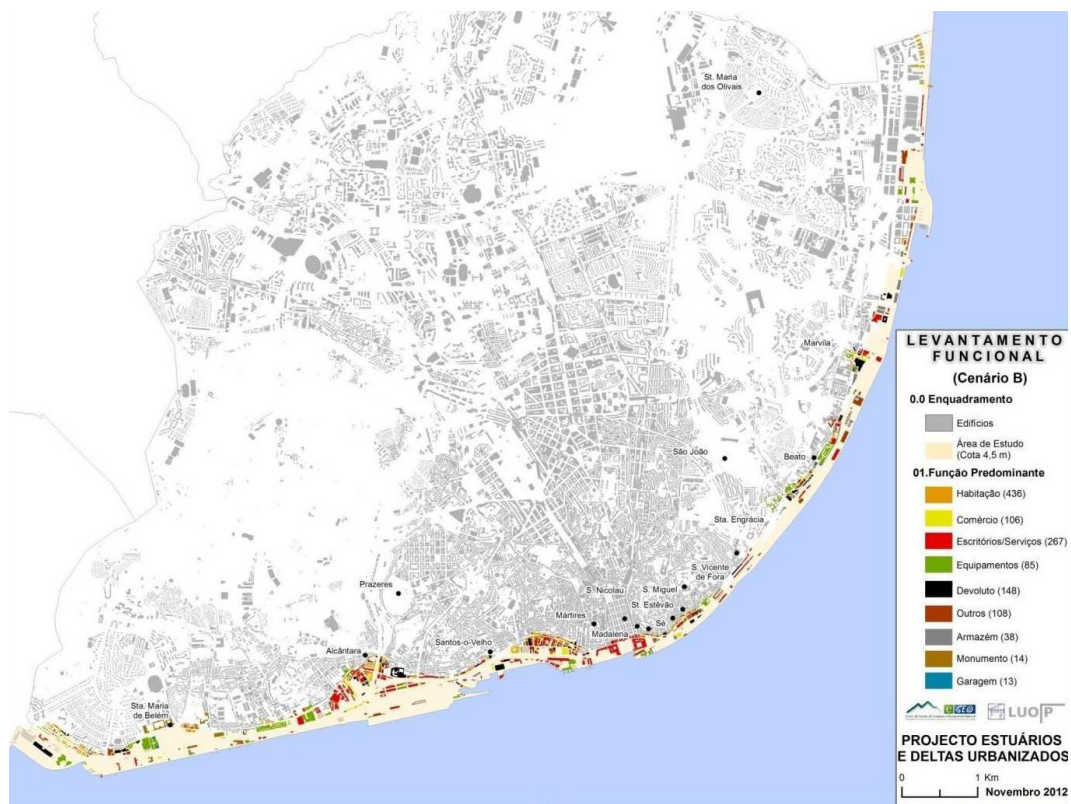 St. Maria
dos Olivais
Marvila
São João
Beato
Sta. Engrácia
S. Vicente
de Fora
S. Miguel
S. Nicolau
St. Estêvão
Prazeres
Mártires
Sé
Madalena
Santos-o-Velho
Alcântara
Sta. Maria
de Belém
LEVANTAMENTO
FUNCIONAL
(Cenário B)
0.0 Enquadramento
Edifícios
Área de Estudo
(Cota 4,5 m)
01.Função Predominante
Habitação (436)
Comércio (106)
Escritórios/Serviços (267)
Equipamentos (85)
Devoluto (148)
Outros (108)
Armazém (38)
Monumento (14)
Garagem (13)
e GEO
LUOTP
PROJECTO ESTUÁRIOS
E DELTAS URBANIZADOS
0 1 Km
Novembro 2012